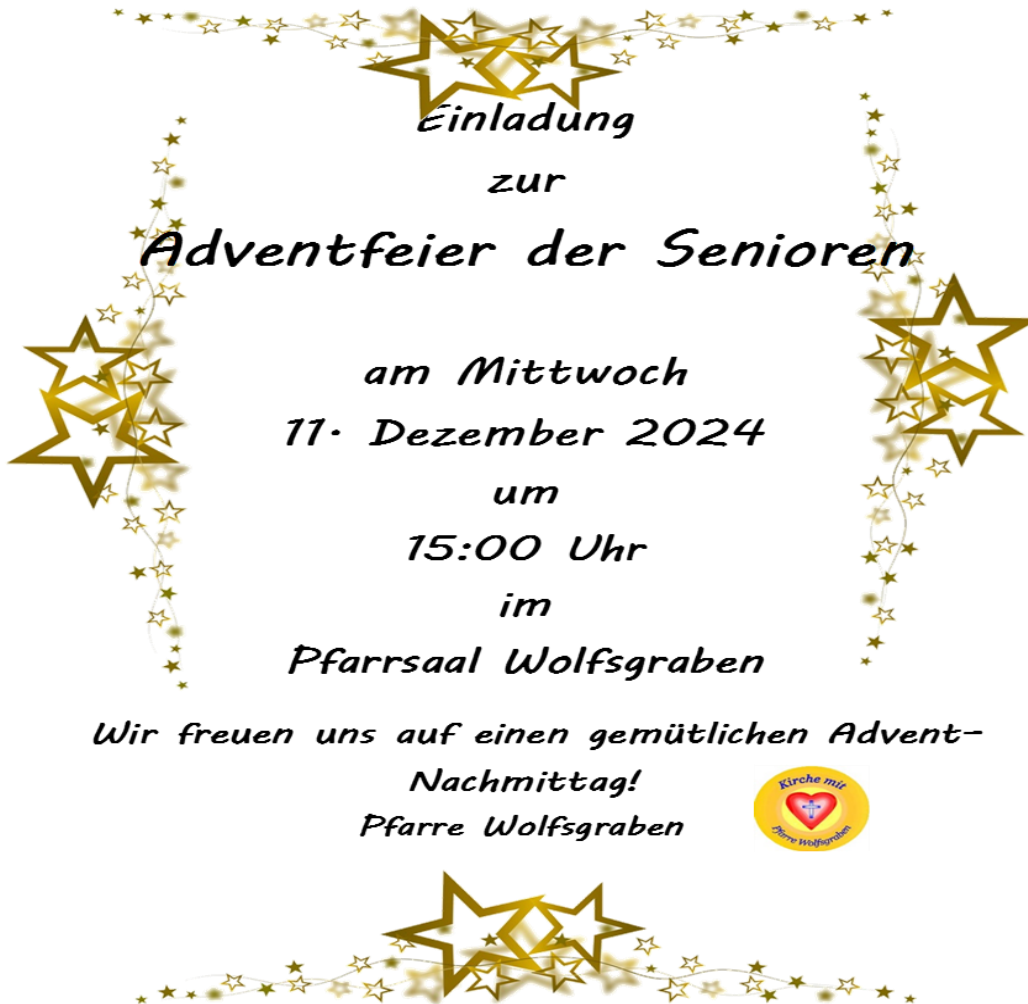 Einladung
zur
Adventfeier der Senioren
am Mittwoch
11. Dezember 2024
um
15:00 Uhr
im
Pfarrsaal Wolfsgraben
Wir freuen uns auf einen gemütlichen Advent-
Nachmittag!
Pfarre Wolfsgraben
Kirche mit
Pfarre Wolfsgraben